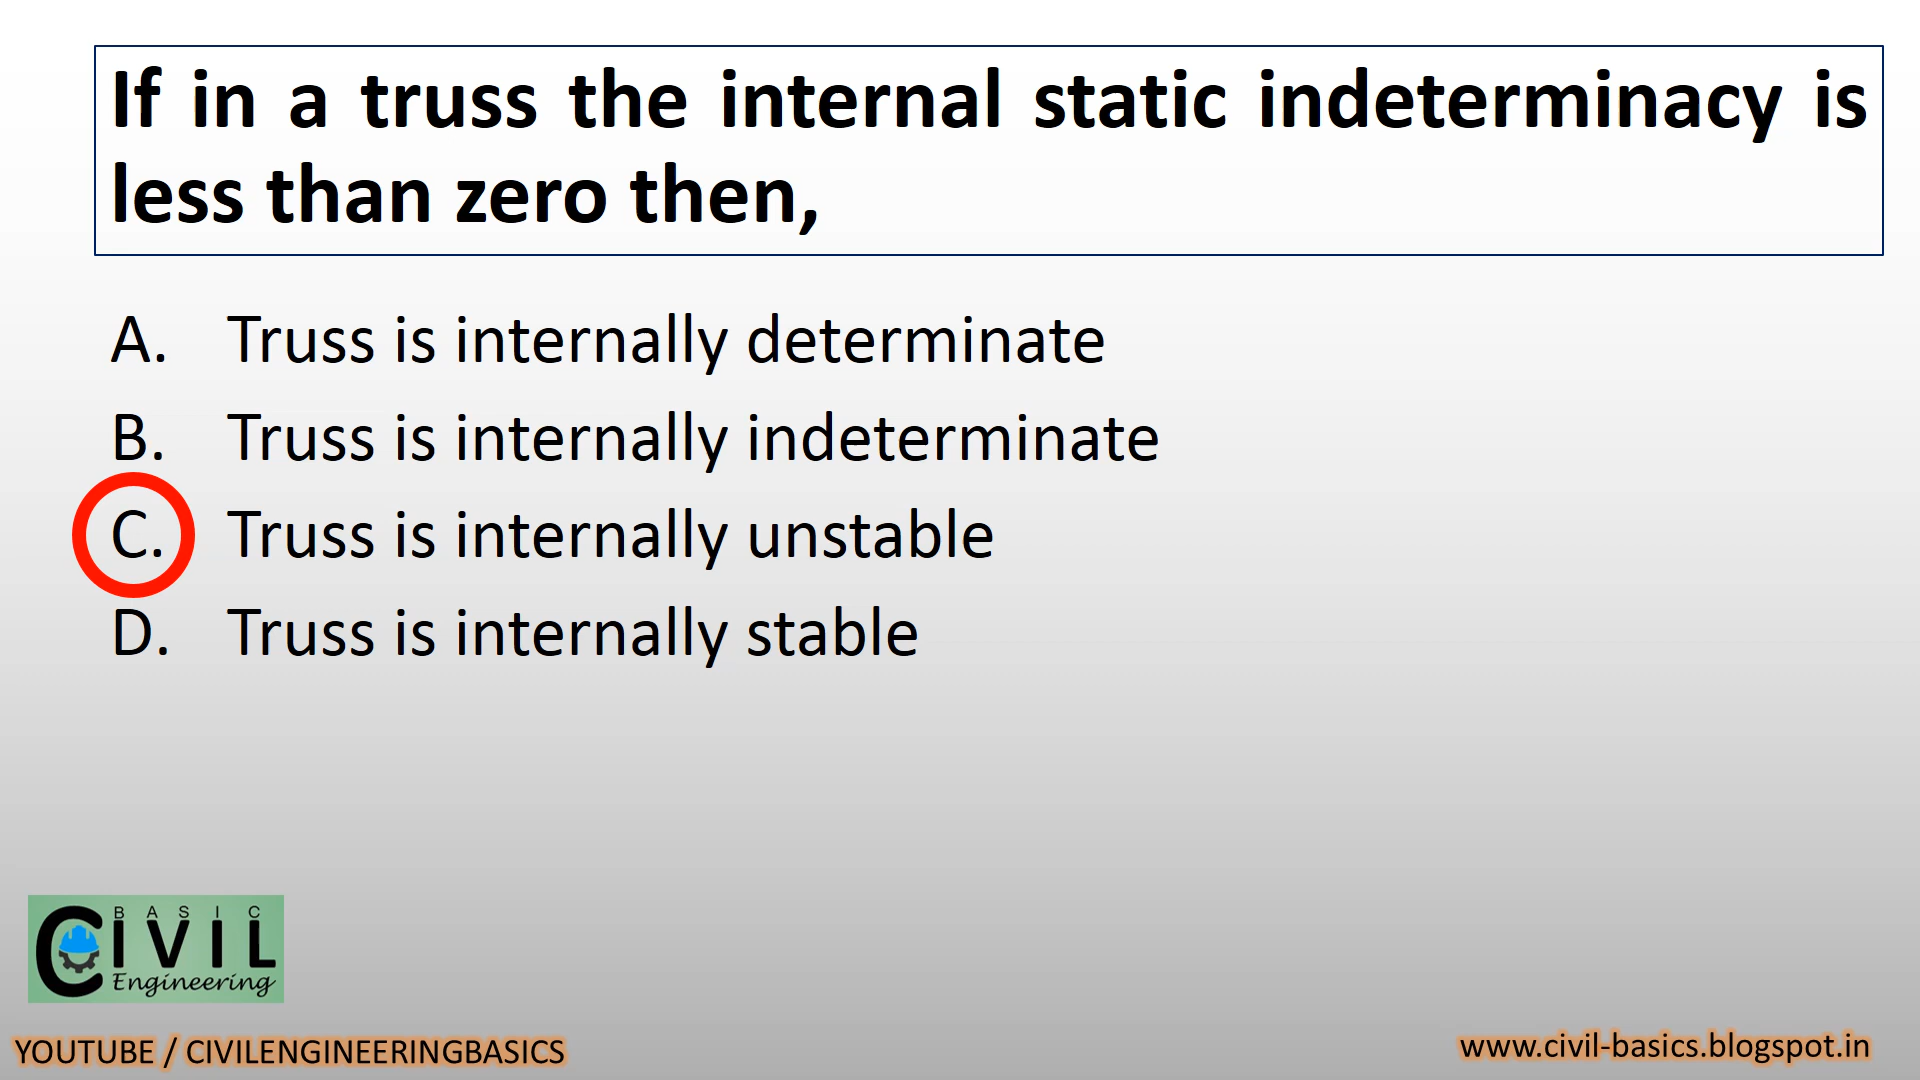 If in a truss the internal static indeterminacy is
less than zero then,
A. Truss is internally determinate
B. Truss is internally indeterminate
C. Truss is internally unstable
D. Truss is internally stable
BASIC
CIVIL
Engineering
YOUTUBE / CIVILENGINEERINGBASICS
www.civil-basics.blogspot.in